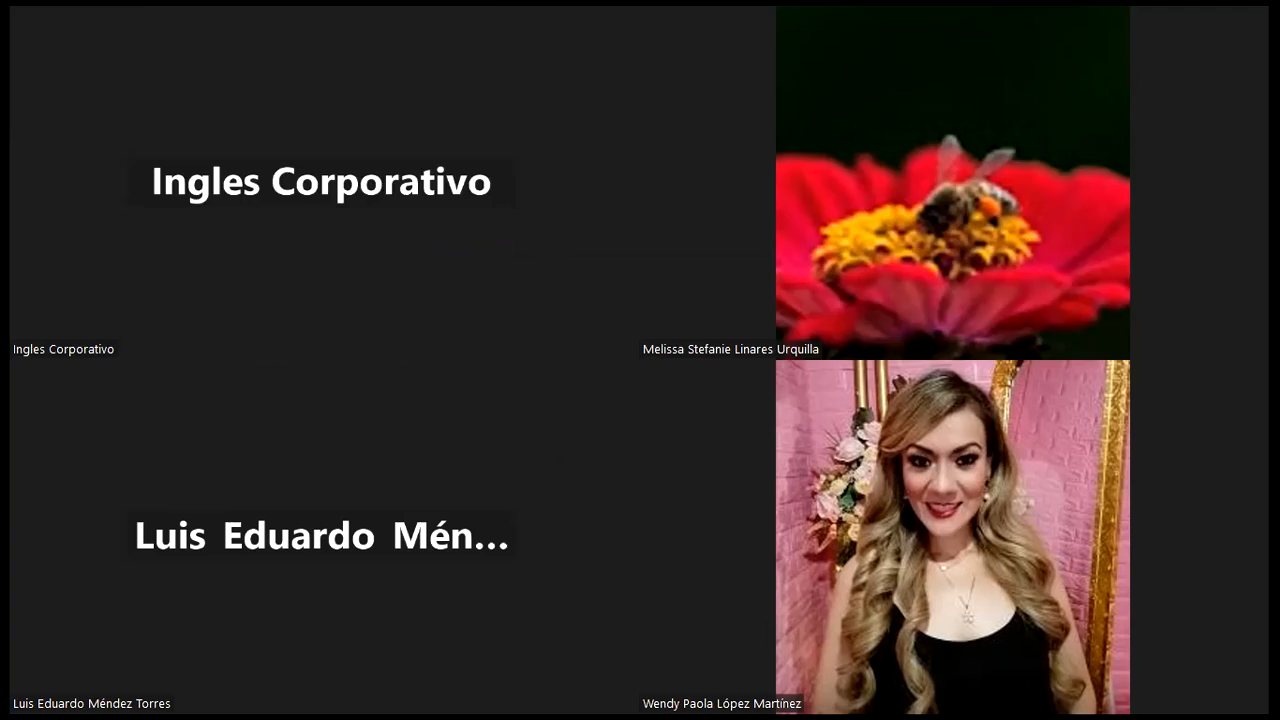 Ingles Corporativo
Ingles Corporativo
Melissa Stefanie Linares Urquilla
Luis Eduardo Mén...
Luis Eduardo Méndez Torres
Wendy Paola López Martínez